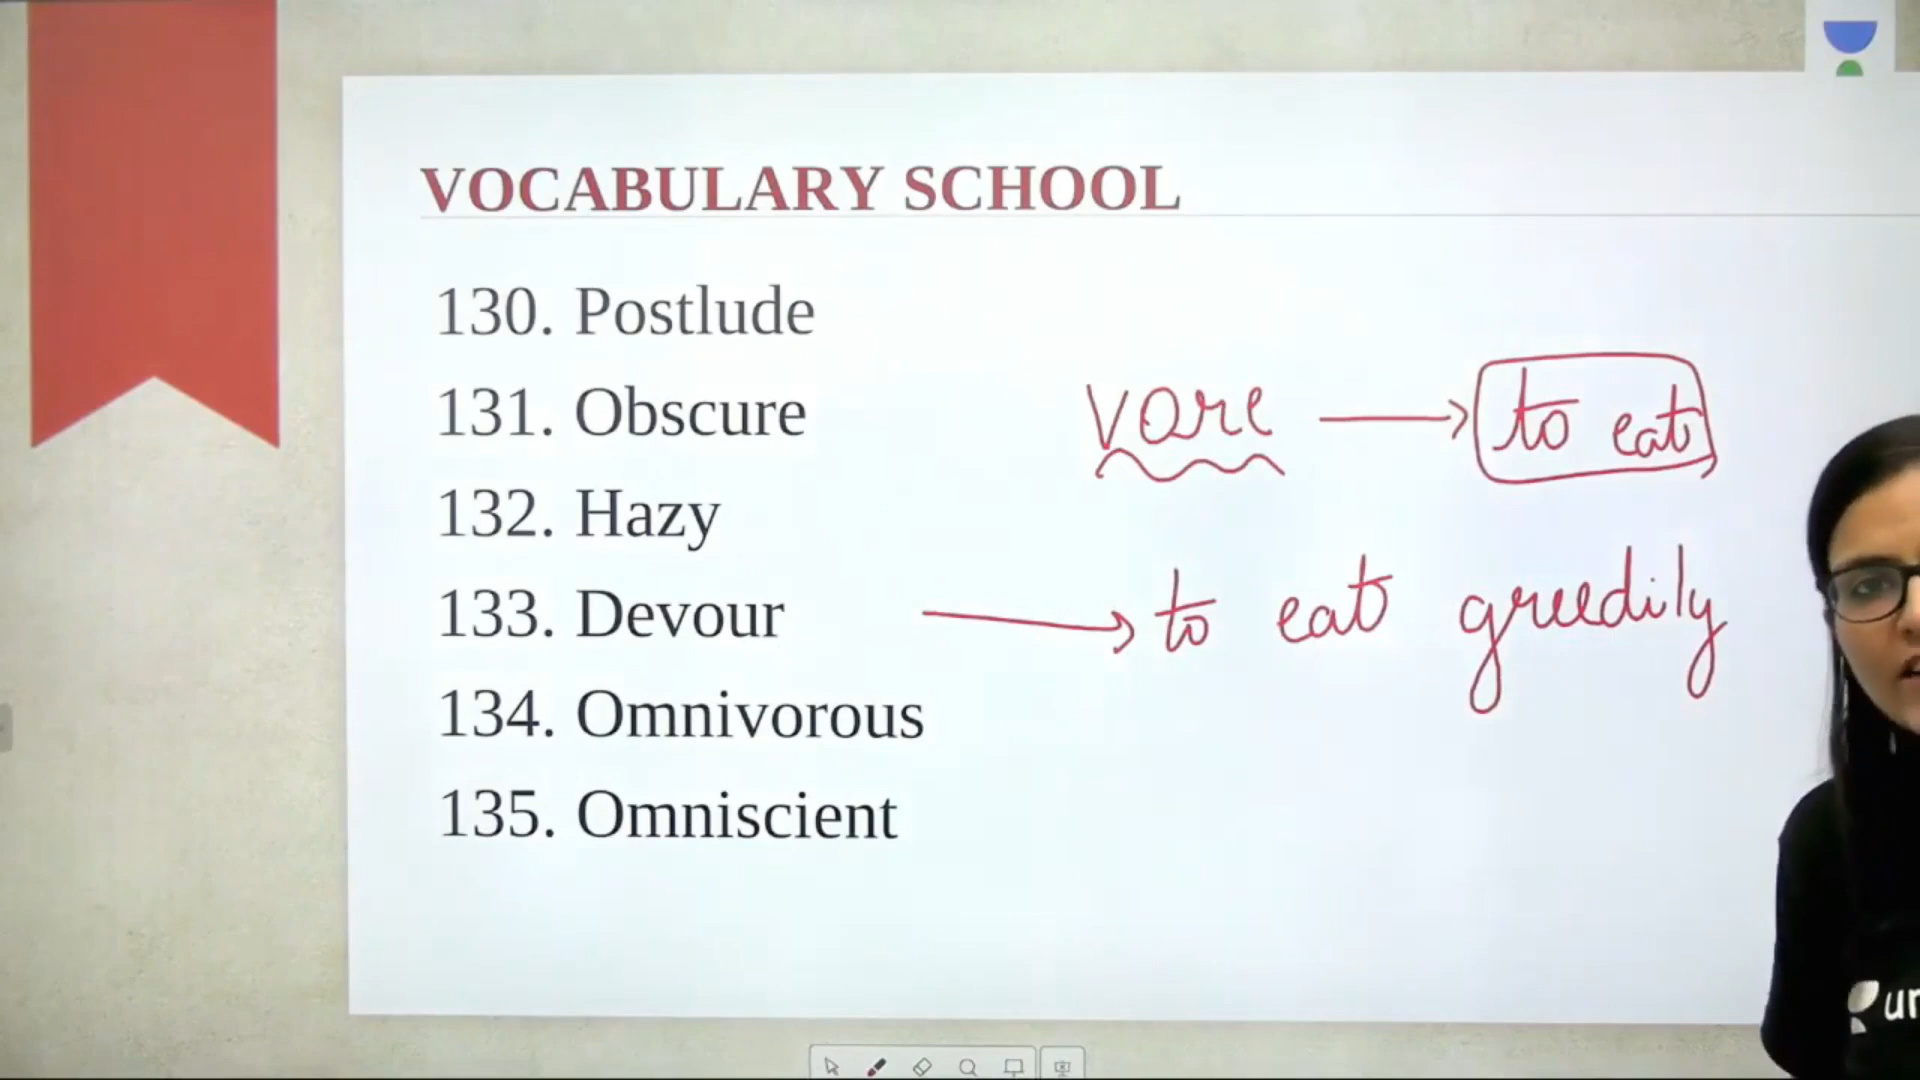 VOCABULARY SCHOOL
130. Postlude
131. Obscure
vore → to eat
132. Hazy
133. Devour → to eat greedily
134. Omnivorous
135. Omniscient
un